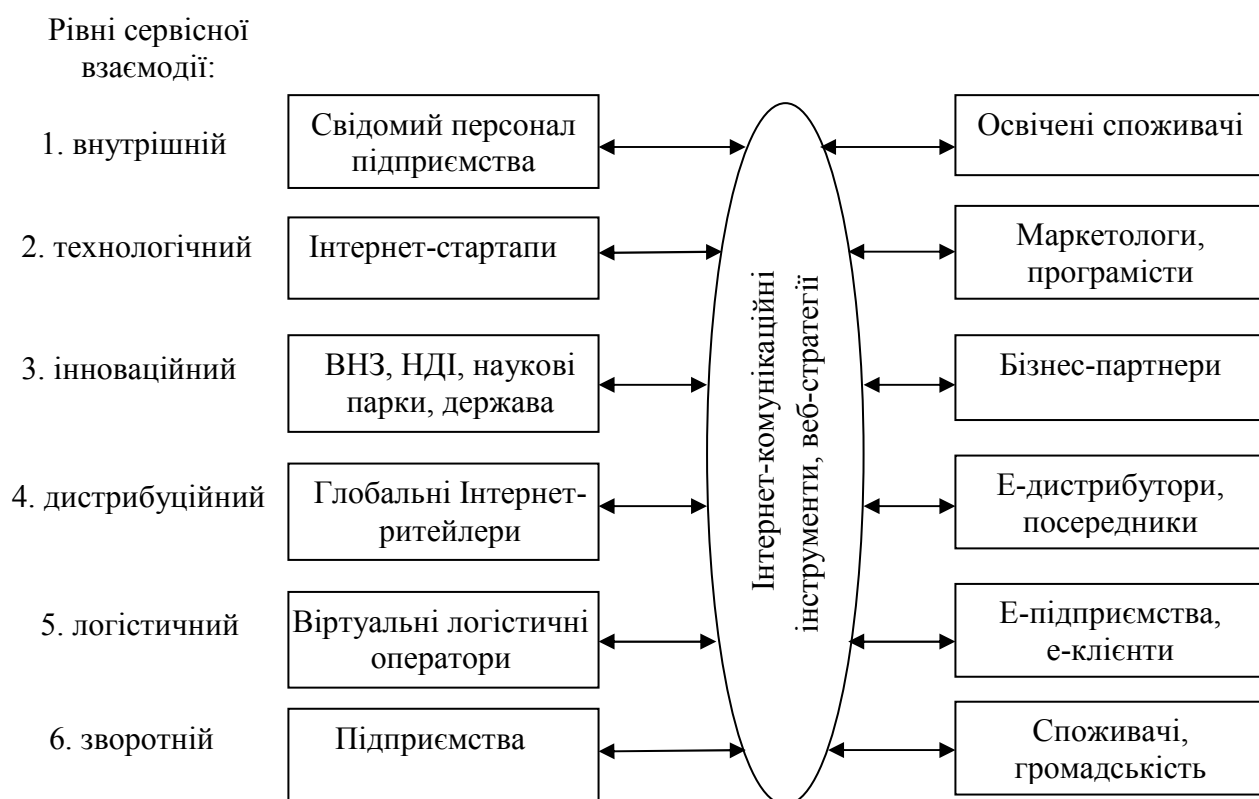 Рівні сервісної
взаємодії:
1. внутрішній
Свідомий персонал
підприємства
Освічені споживачі
2. технологічний
Інтернет-стартапи
Маркетологи,
програмісти
3. інноваційний
ВНЗ, НДІ, наукові
парки, держава
Бізнес-партнери
4. дистрибуційний
Глобальні Інтернет-
ритейлери
Е-дистрибутори,
посередники
5. логістичний
Віртуальні логістичні
оператори
Е-підприємства,
е-клієнти
6. зворотній
Підприємства
Споживачі,
громадськість
Інтернет-комунікаційні
інструменти, веб-стратегії